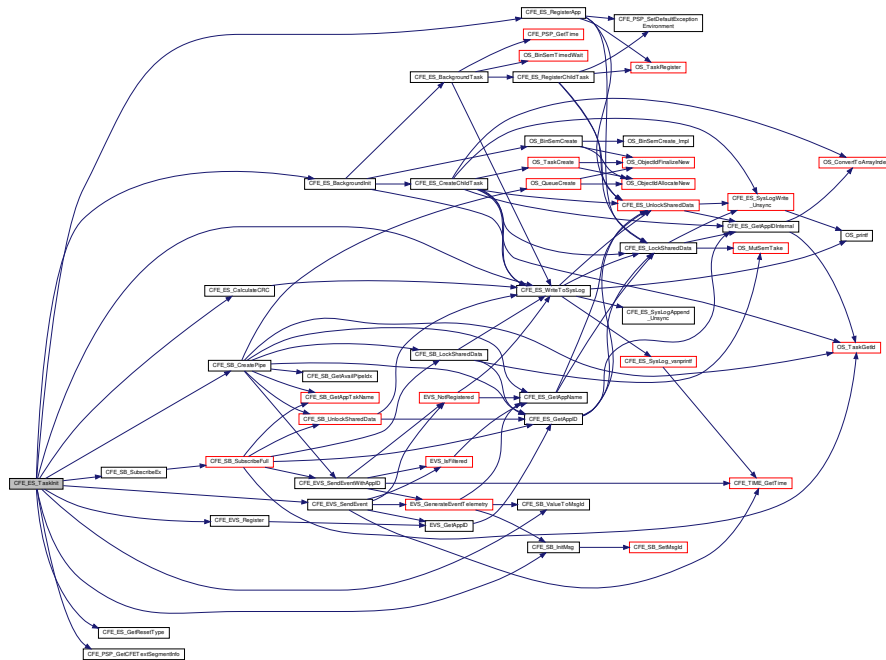 CFE_ES_RegisterApp
CFE_PSP_SetDefaultException
Environment
CFE_PSP_GetTime
OS_BinSemTimedWait
OS_TaskRegister
CFE_ES_BackgroundTask
CFE_ES_RegisterChildTask
OS_BinSemCreate
OS_BinSemCreate_Impl
OS_TaskCreate
OS_ObjectIdFinalizeNew
OS_ConvertToArrayIndex
CFE_ES_BackgroundInit
CFE_ES_CreateChildTask
OS_QueueCreate
OS_ObjectIdAllocateNew
CFE_ES_UnlockSharedData
CFE_ES_SysLogWrite
_Unsync
CFE_ES_GetAppIDInternal
OS_printf
CFE_ES_LockSharedData
OS_MutSemTake
CFE_ES_CalculateCRC
CFE_ES_WriteToSysLog
CFE_ES_SysLogAppend
_Unsync
CFE_SB_LockSharedData
CFE_ES_SysLog_vsnprintf
OS_TaskGetId
CFE_SB_CreatePipe
CFE_SB_GetAvailPipeIdx
CFE_SB_GetAppTskName
EVS_NotRegistered
CFE_ES_GetAppName
CFE_SB_UnlockSharedData
CFE_ES_GetAppID
CFE_SB_SubscribeFull
EVS_IsFiltered
CFE_SB_SubscribeEx
CFE_ES_TaskInit
CFE_EVS_SendEventWithAppID
CFE_TIME_GetTime
CFE_EVS_SendEvent
EVS_GenerateEventTelemetry
CFE_SB_ValueToMsgId
CFE_EVS_Register
EVS_GetAppID
CFE_SB_InitMsg
CFE_SB_SetMsgId
CFE_ES_GetResetType
CFE_PSP_GetCFETextSegmentInfo